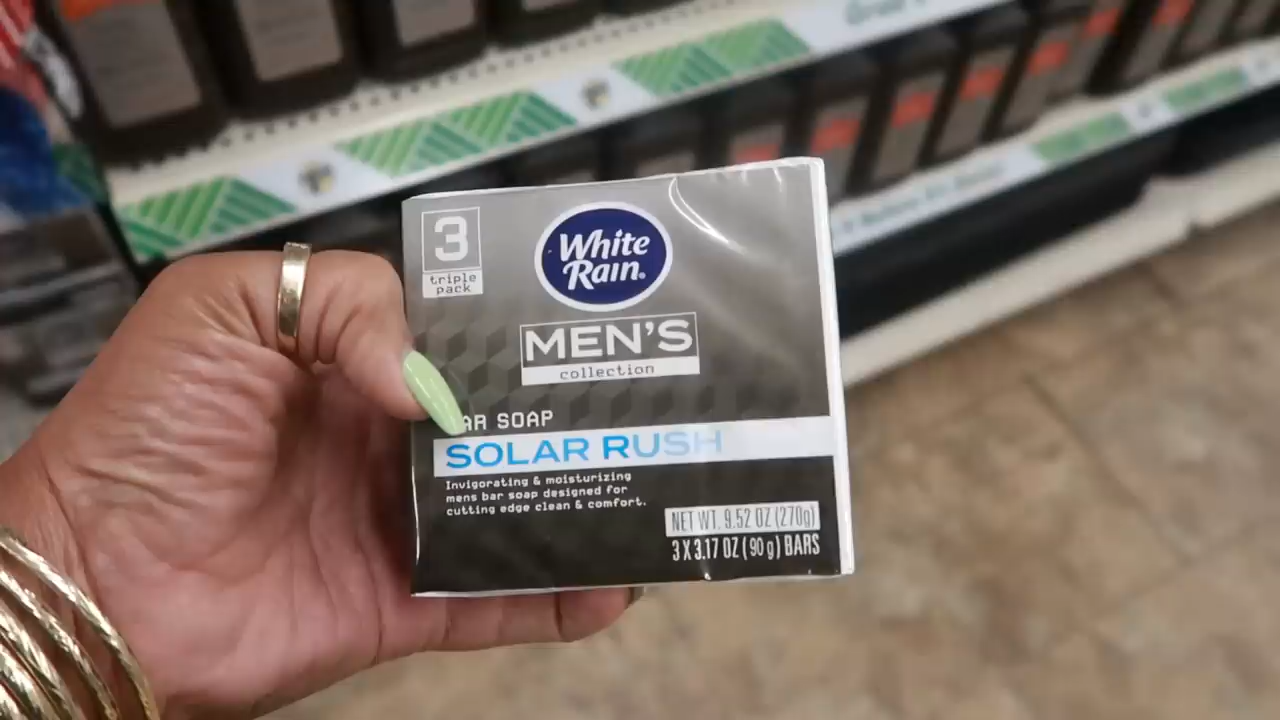 3
triple
pack
White
Rain.
MEN'S
collection
AR SOAP
SOLAR RUSH
Invigorating & moisturizing
mens bar soap designed for
cutting edge clean & comfort.
NET WT. 9.52 OZ (270g)
3 X 3.17 OZ (90 g) BARS